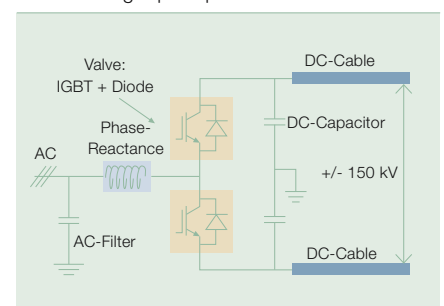 DC-Cable
Valve:
IGBT + Diode
Phase-
Reactance
DC-Capacitor
AC
+/- 150 kV
AC-Filter
DC-Cable